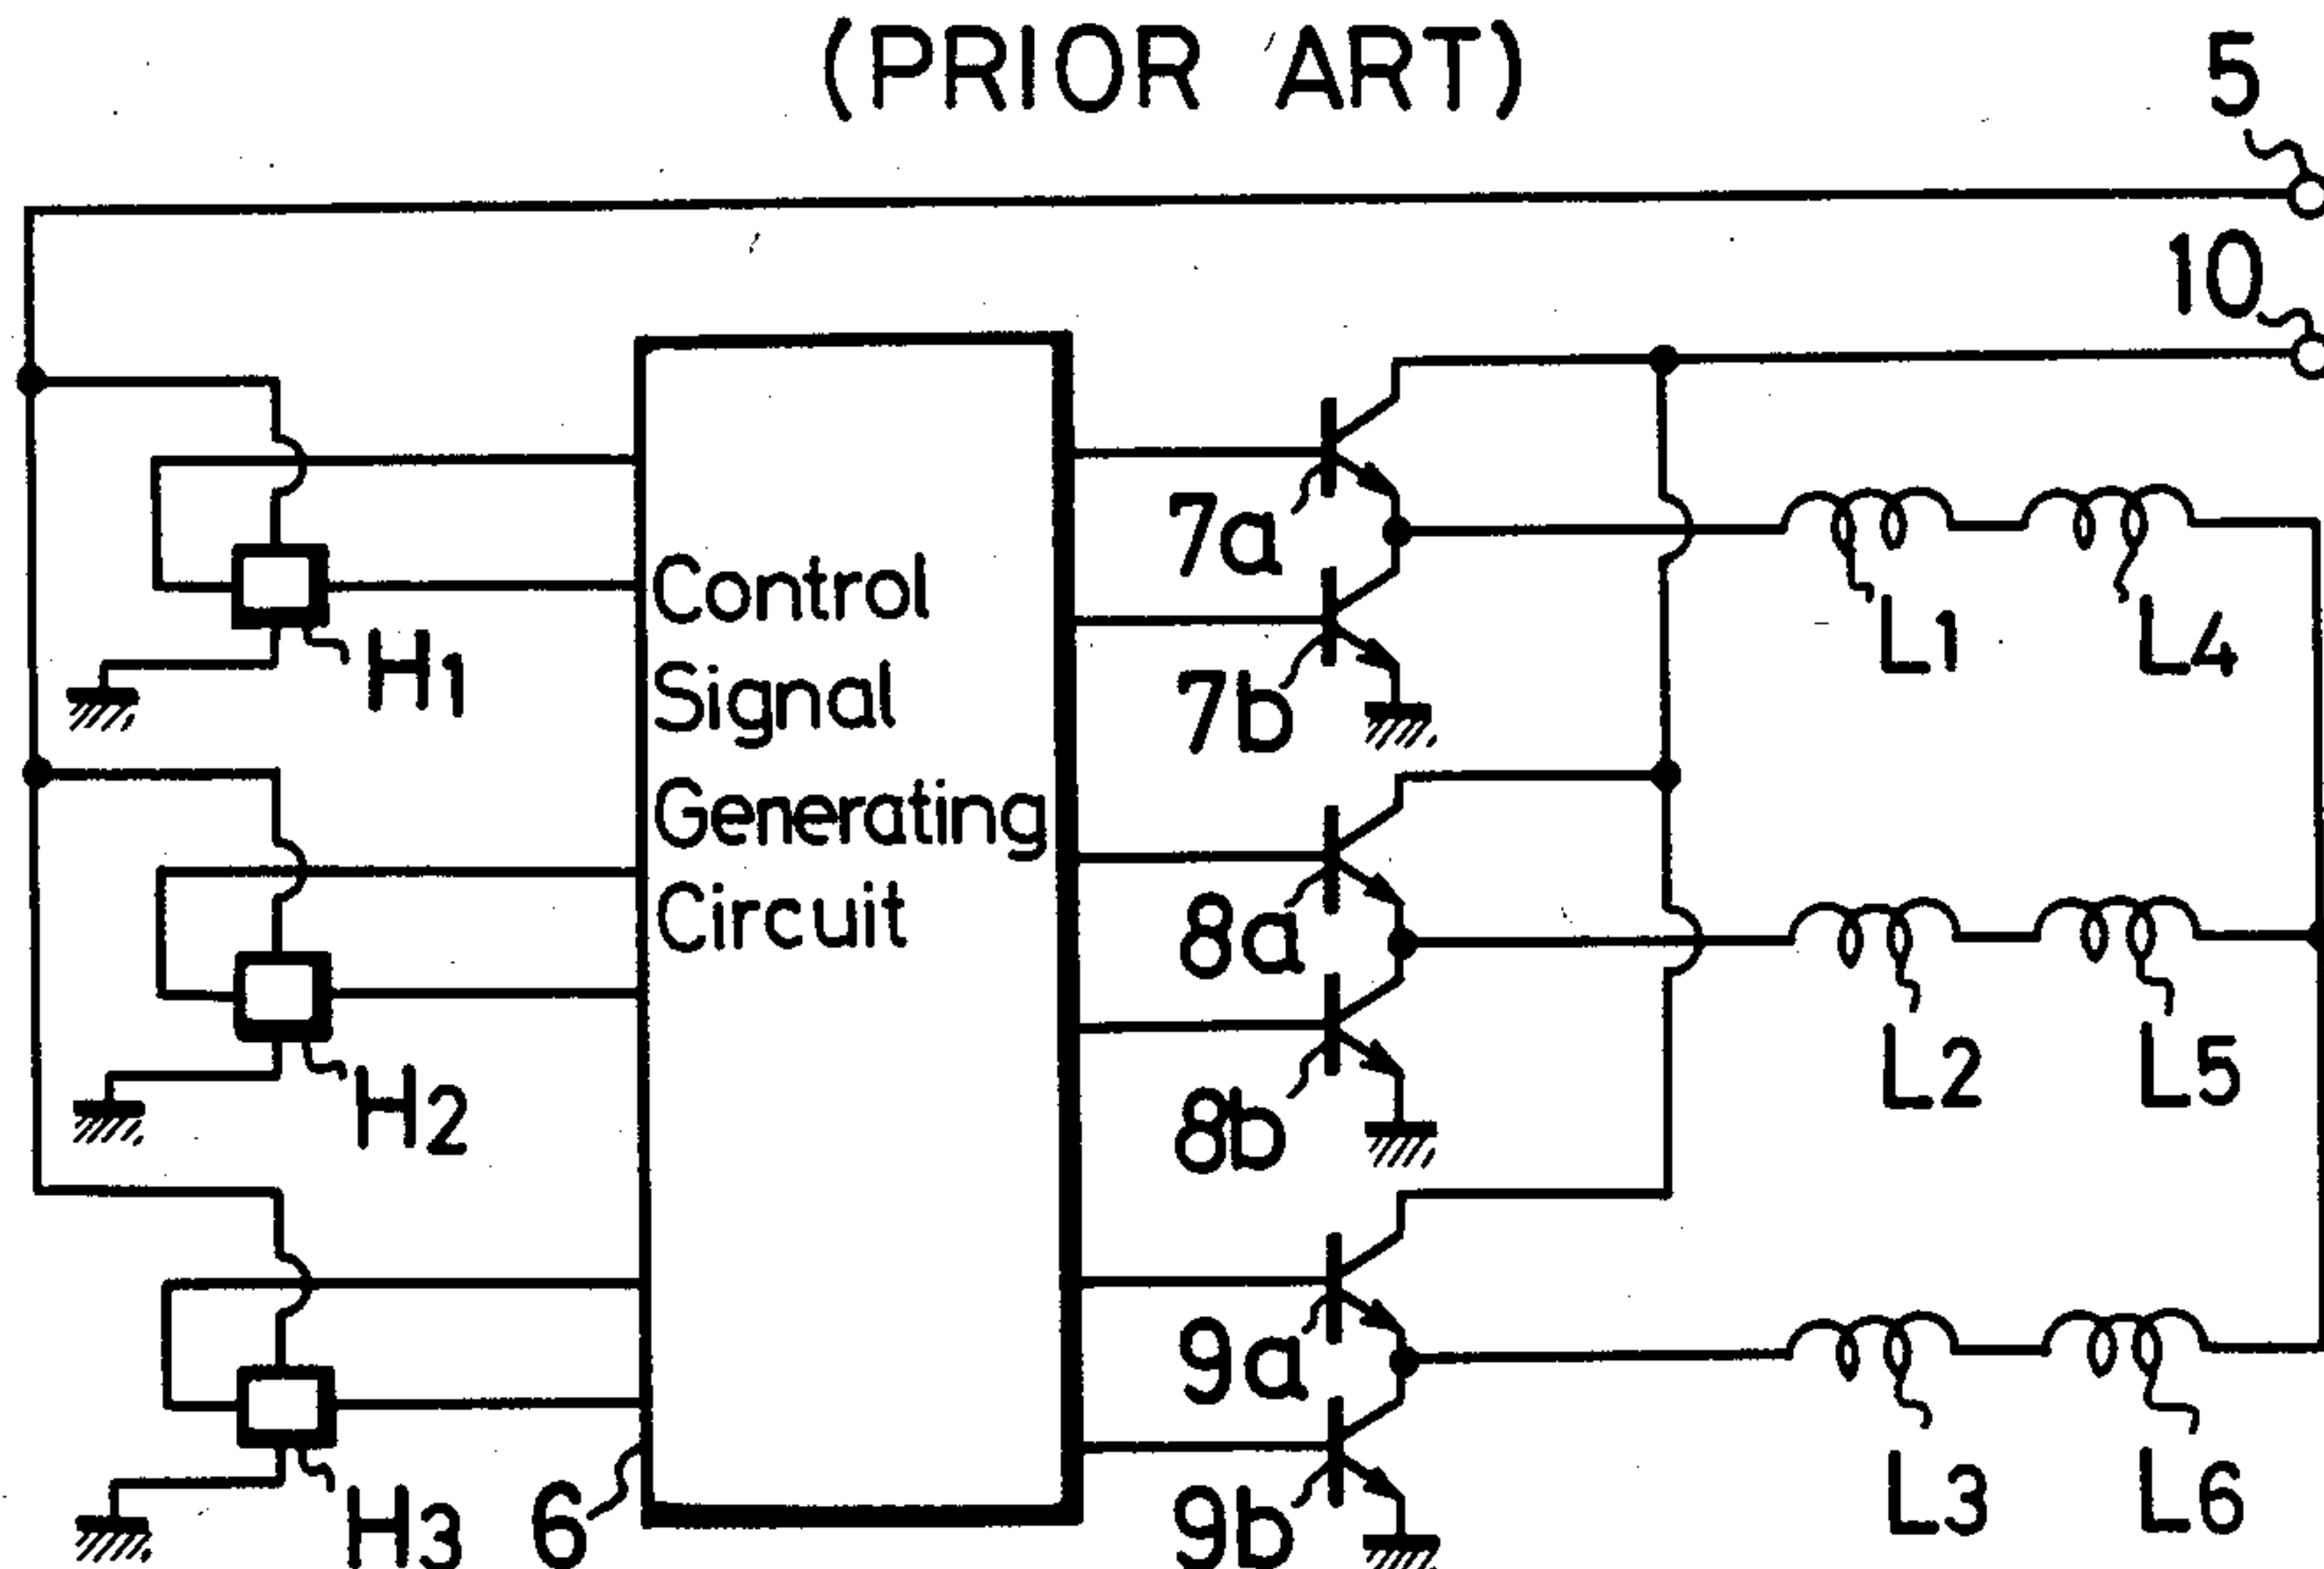 (PRIOR ART)
5
10
Control
Signal
Generating
Circuit
7a
7b
L1
L4
H1
8a
8b
L2
L5
H2
9a
9b
L3
L6
H3
6